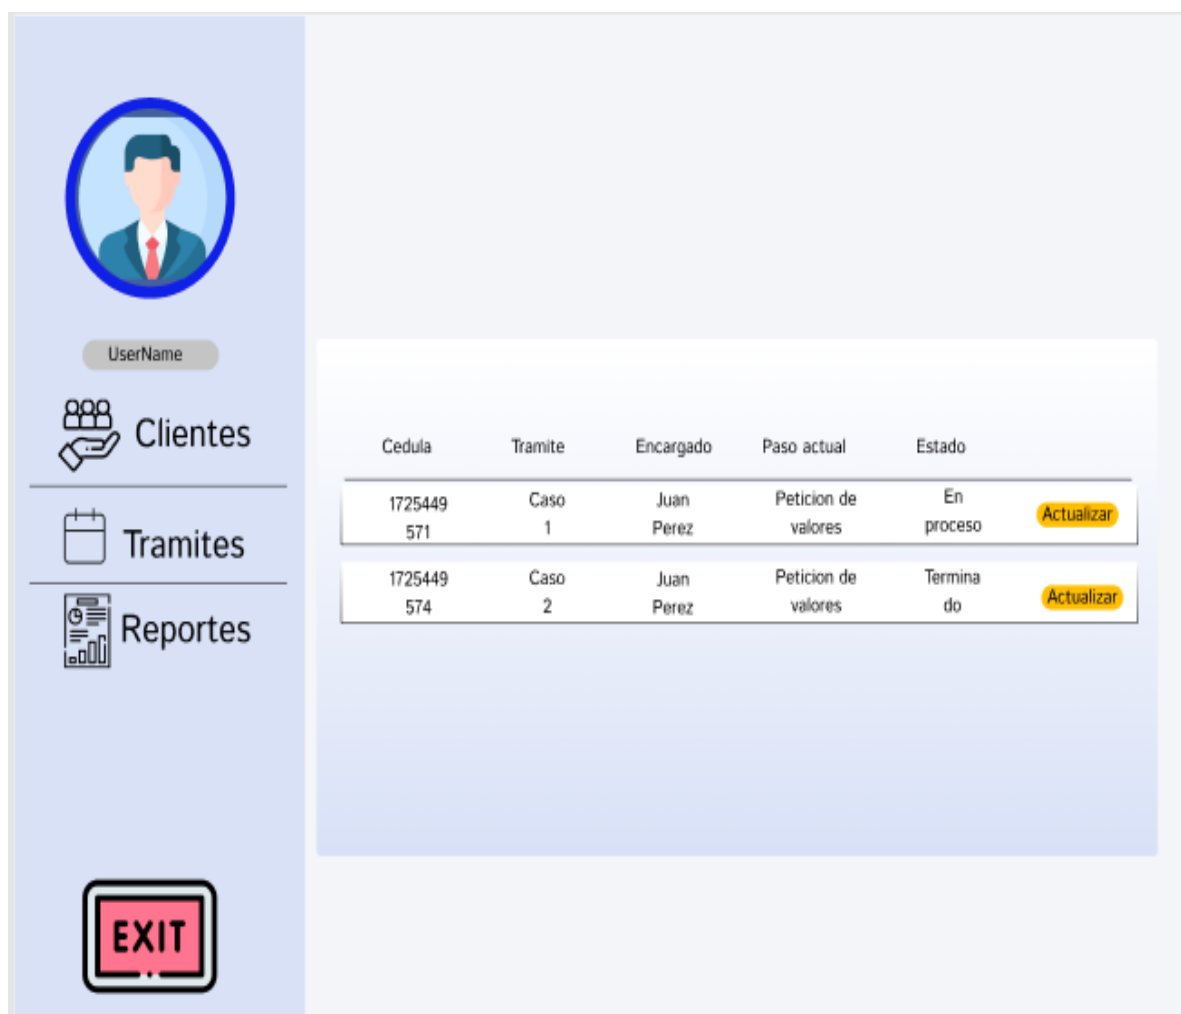 UserName
Clientes
Tramites
Reportes
EXIT
Cedula Tramite Encargado Paso actual Estado
1725449 Caso Juan Peticion de En
571 1 Perez valores proceso
Actualizar
1725449 Caso Juan Peticion de Termina
574 2 Perez valores do
Actualizar